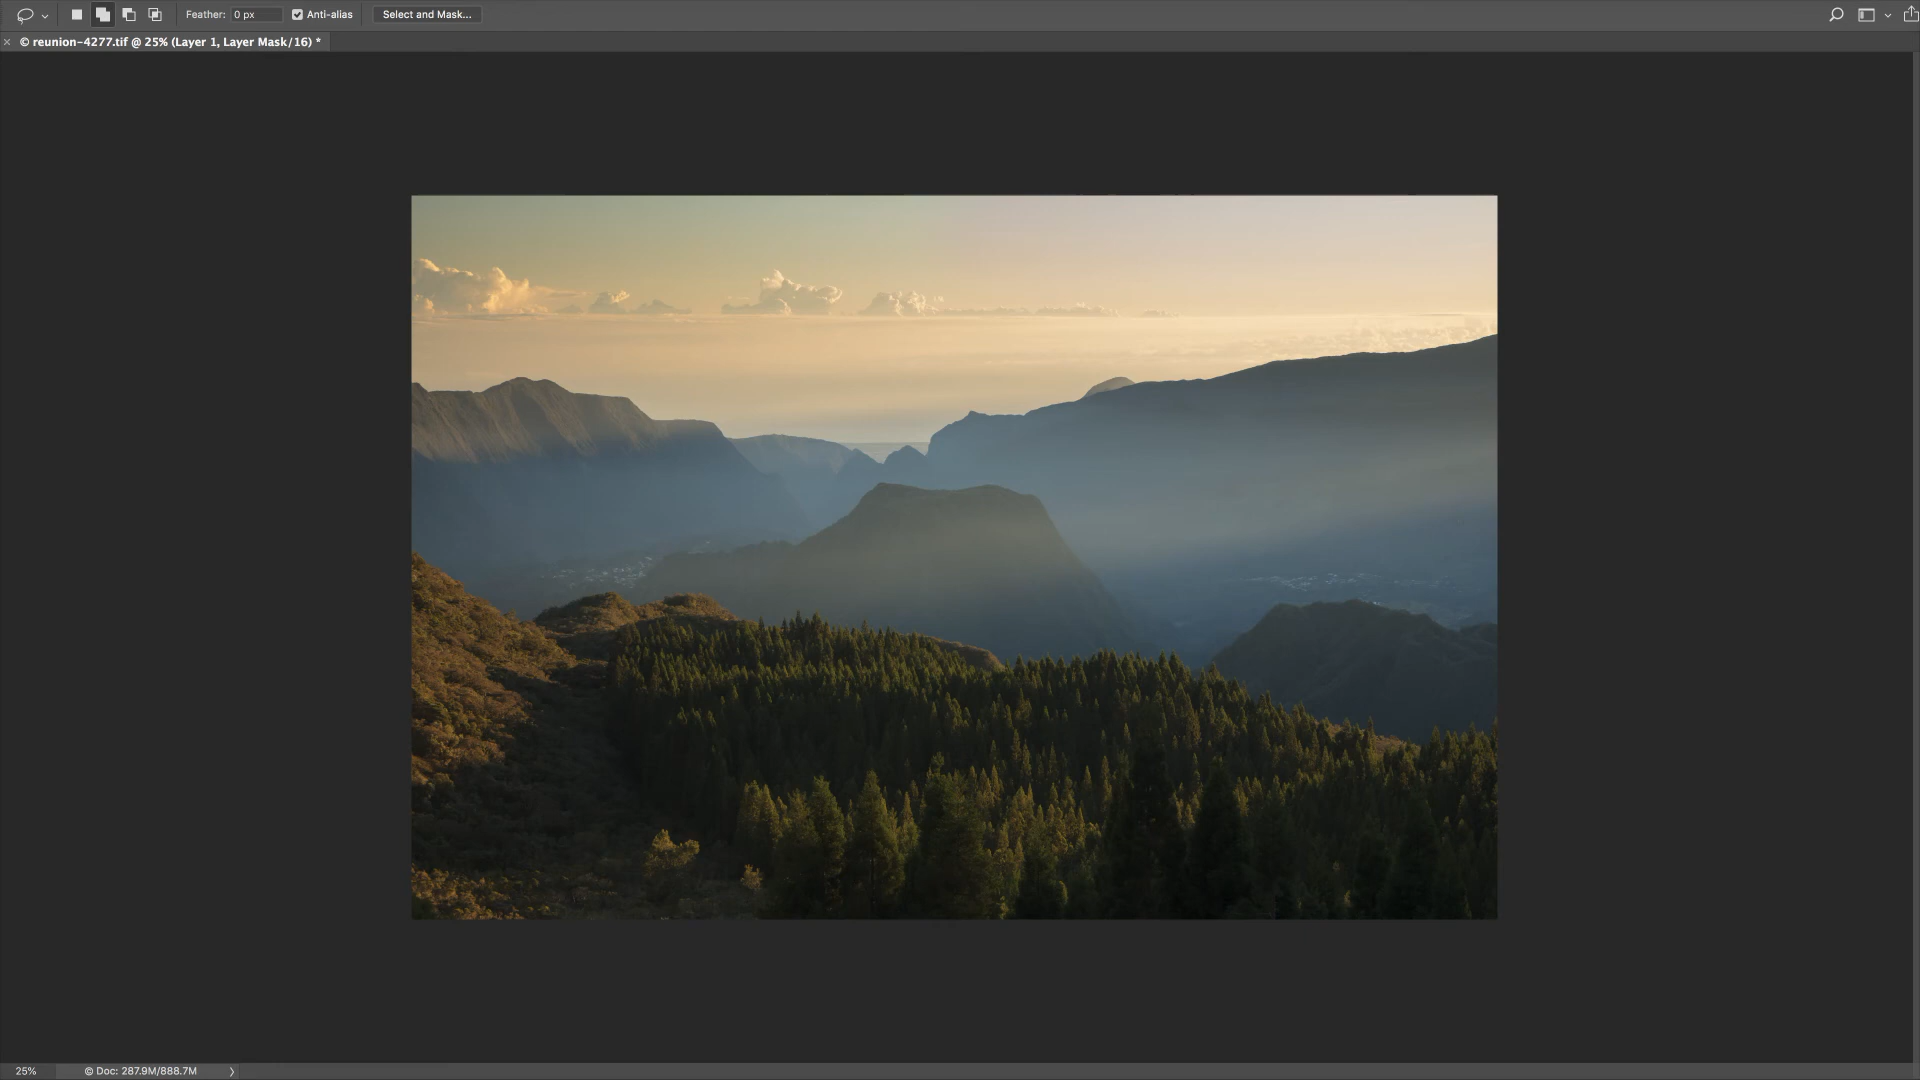 Feather: 0 px Anti-alias Select and Mask...
© reunion-4277.tif @ 25% (Layer 1, Layer Mask/16) *
25% © Doc: 287.9M/888.7M